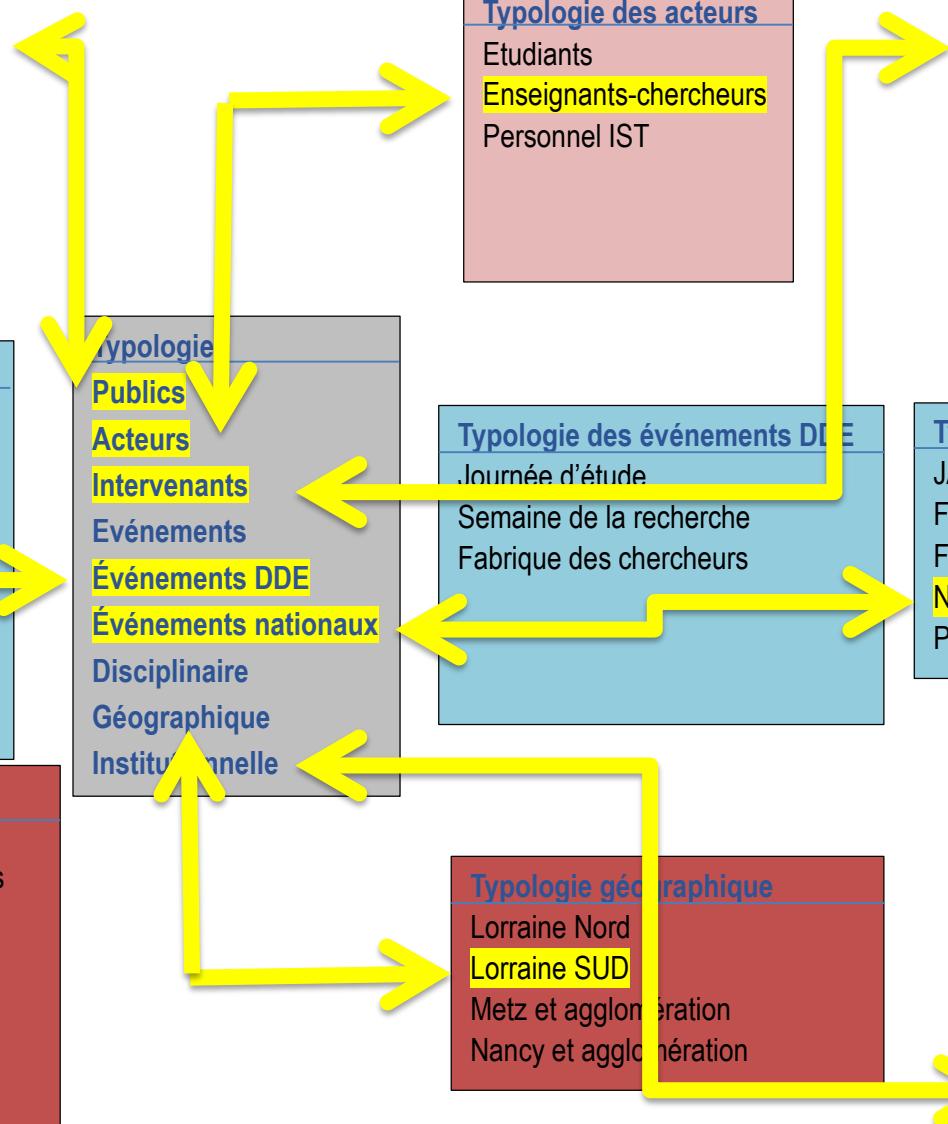 Typologie des acteurs
Etudiants
Enseignants-chercheurs
Personnel IST
Typologie
Publics
Acteurs
Intervenants
Evénements
Événements DDE
Événements nationaux
Disciplinaire
Géographique
Institutionnelle
Typologie des événements DDE
Journée d'étude
Semaine de la recherche
Fabrique des chercheurs
Typologie géographique
Lorraine Nord
Lorraine SUD
Metz et agglomération
Nancy et agglomération